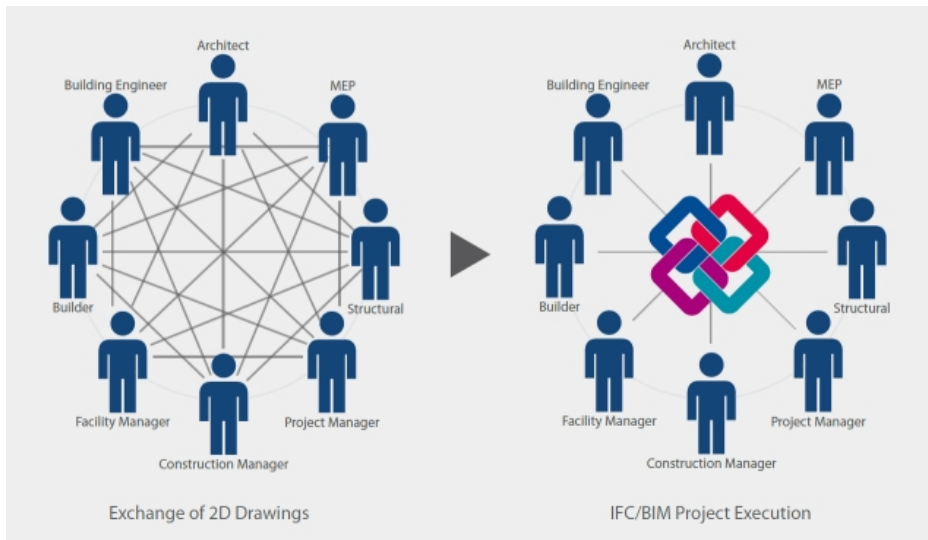 Architect
Building Engineer
MEP
Builder
Structural
Facility Manager
Project Manager
Construction Manager
Exchange of 2D Drawings
Architect
Building Engineer
MEP
Builder
Structural
Facility Manager
Project Manager
Construction Manager
IFC/BIM Project Execution